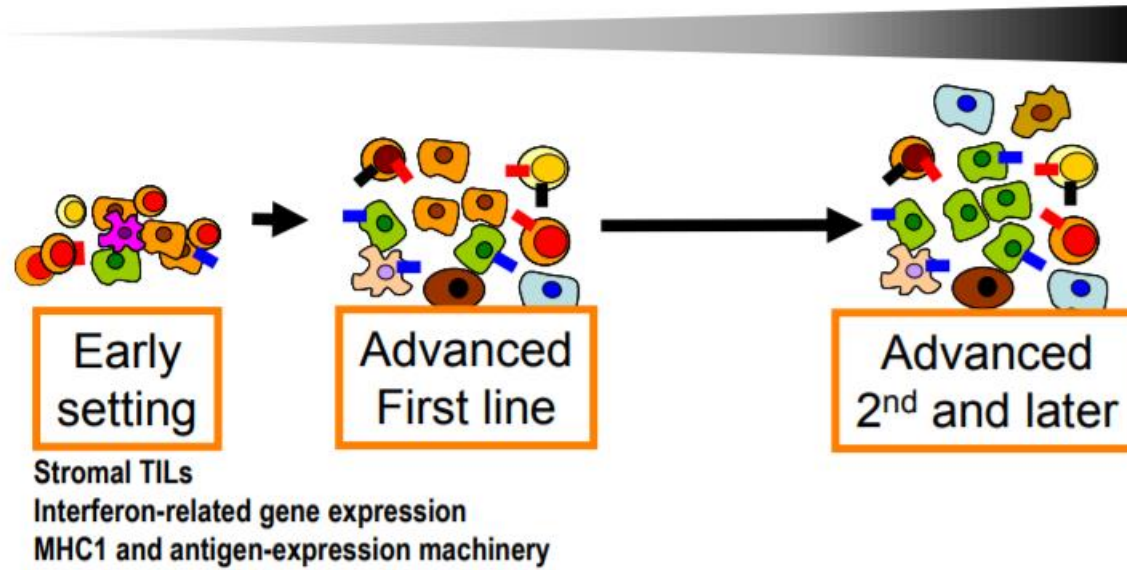 Early
setting
Advanced
First line
Advanced
2nd and later
Stromal TILs
Interferon-related gene expression
MHC1 and antigen-expression machinery